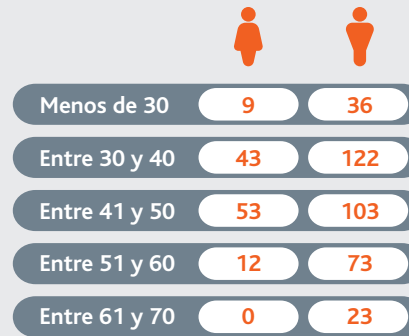 Menos de 30 9 36
Entre 30 y 40 43 122
Entre 41 y 50 53 103
Entre 51 y 60 12 73
Entre 61 y 70 0 23